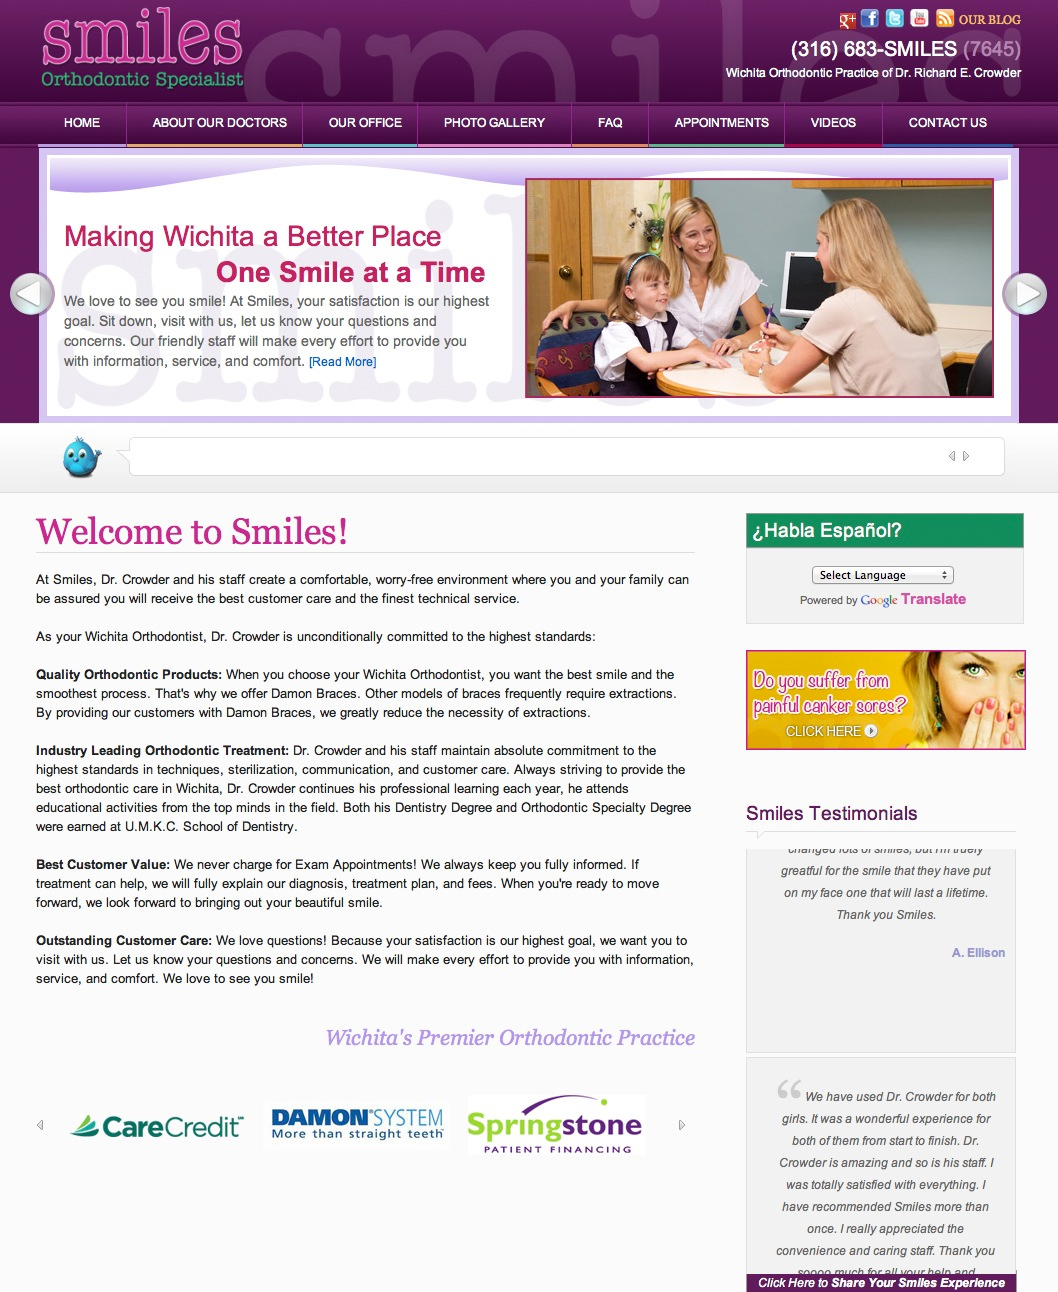 smiles
Orthodontic Specialist
OUR BLOG
(316) 683-SMILES (7645)
Wichita Orthodontic Practice of Dr. Richard E. Crowder
HOME
ABOUT OUR DOCTORS
OUR OFFICE
PHOTO GALLERY
FAQ
APPOINTMENTS
VIDEOS
CONTACT US
Making Wichita a Better Place
One Smile at a Time
We love to see you smile! At Smiles, your satisfaction is our highest
goal. Sit down, visit with us, let us know your questions and
concerns. Our friendly staff will make every effort to provide you
with information, service, and comfort. [Read More]
Welcome to Smiles!
At Smiles, Dr. Crowder and his staff create a comfortable, worry-free environment where you and your family can
be assured you will receive the best customer care and the finest technical service.
As your Wichita Orthodontist, Dr. Crowder is unconditionally committed to the highest standards:
Quality Orthodontic Products: When you choose your Wichita Orthodontist, you want the best smile and the
smoothest process. That's why we offer Damon Braces. Other models of braces frequently require extractions.
By providing our customers with Damon Braces, we greatly reduce the necessity of extractions.
Industry Leading Orthodontic Treatment: Dr. Crowder and his staff maintain absolute commitment to the
highest standards in techniques, sterilization, communication, and customer care. Always striving to provide the
best orthodontic care in Wichita, Dr. Crowder continues his professional learning each year, he attends
educational activities from the top minds in the field. Both his Dentistry Degree and Orthodontic Specialty Degree
were earned at U.M.K.C. School of Dentistry.
Best Customer Value: We never charge for Exam Appointments! We always keep you fully informed. If
treatment can help, we will fully explain our diagnosis, treatment plan, and fees. When you're ready to move
forward, we look forward to bringing out your beautiful smile.
Outstanding Customer Care: We love questions! Because your satisfaction is our highest goal, we want you to
visit with us. Let us know your questions and concerns. We will make every effort to provide you with information,
service, and comfort. We love to see you smile!
Wichita's Premier Orthodontic Practice
CareCredit
DAMON SYSTEM
More than straight teeth
Springstone
PATIENT FINANCING
¿Habla Español?
Select Language
Powered by Google Translate
Do you suffer from
painful canker sores?
CLICK HERE
Smiles Testimonials
changed lots of smiles, but I'm truely
greatful for the smile that they have put
on my face one that will last a lifetime.
Thank you Smiles.
A. Ellison
We have used Dr. Crowder for both
girls. It was a wonderful experience for
both of them from start to finish. Dr.
Crowder is amazing and so is his staff. I
was totally satisfied with everything. I
have recommended Smiles more than
once. I really appreciated the
convenience and caring staff. Thank you
soooo much for all your help and
Click Here to Share Your Smiles Experience